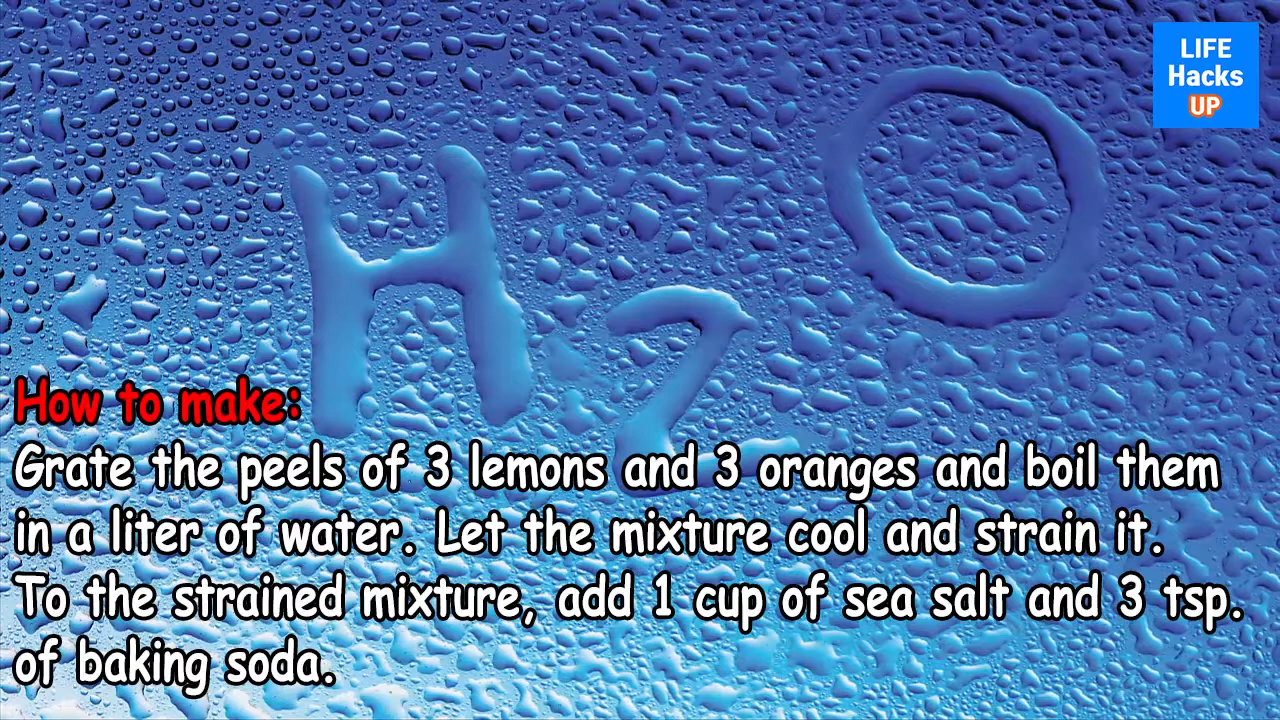 LIFE
Hacks
UP
H2O
How to make:
Grate the peels of 3 lemons and 3 oranges and boil them
in a liter of water. Let the mixture cool and strain it.
To the strained mixture, add 1 cup of sea salt and 3 tsp.
of baking soda.